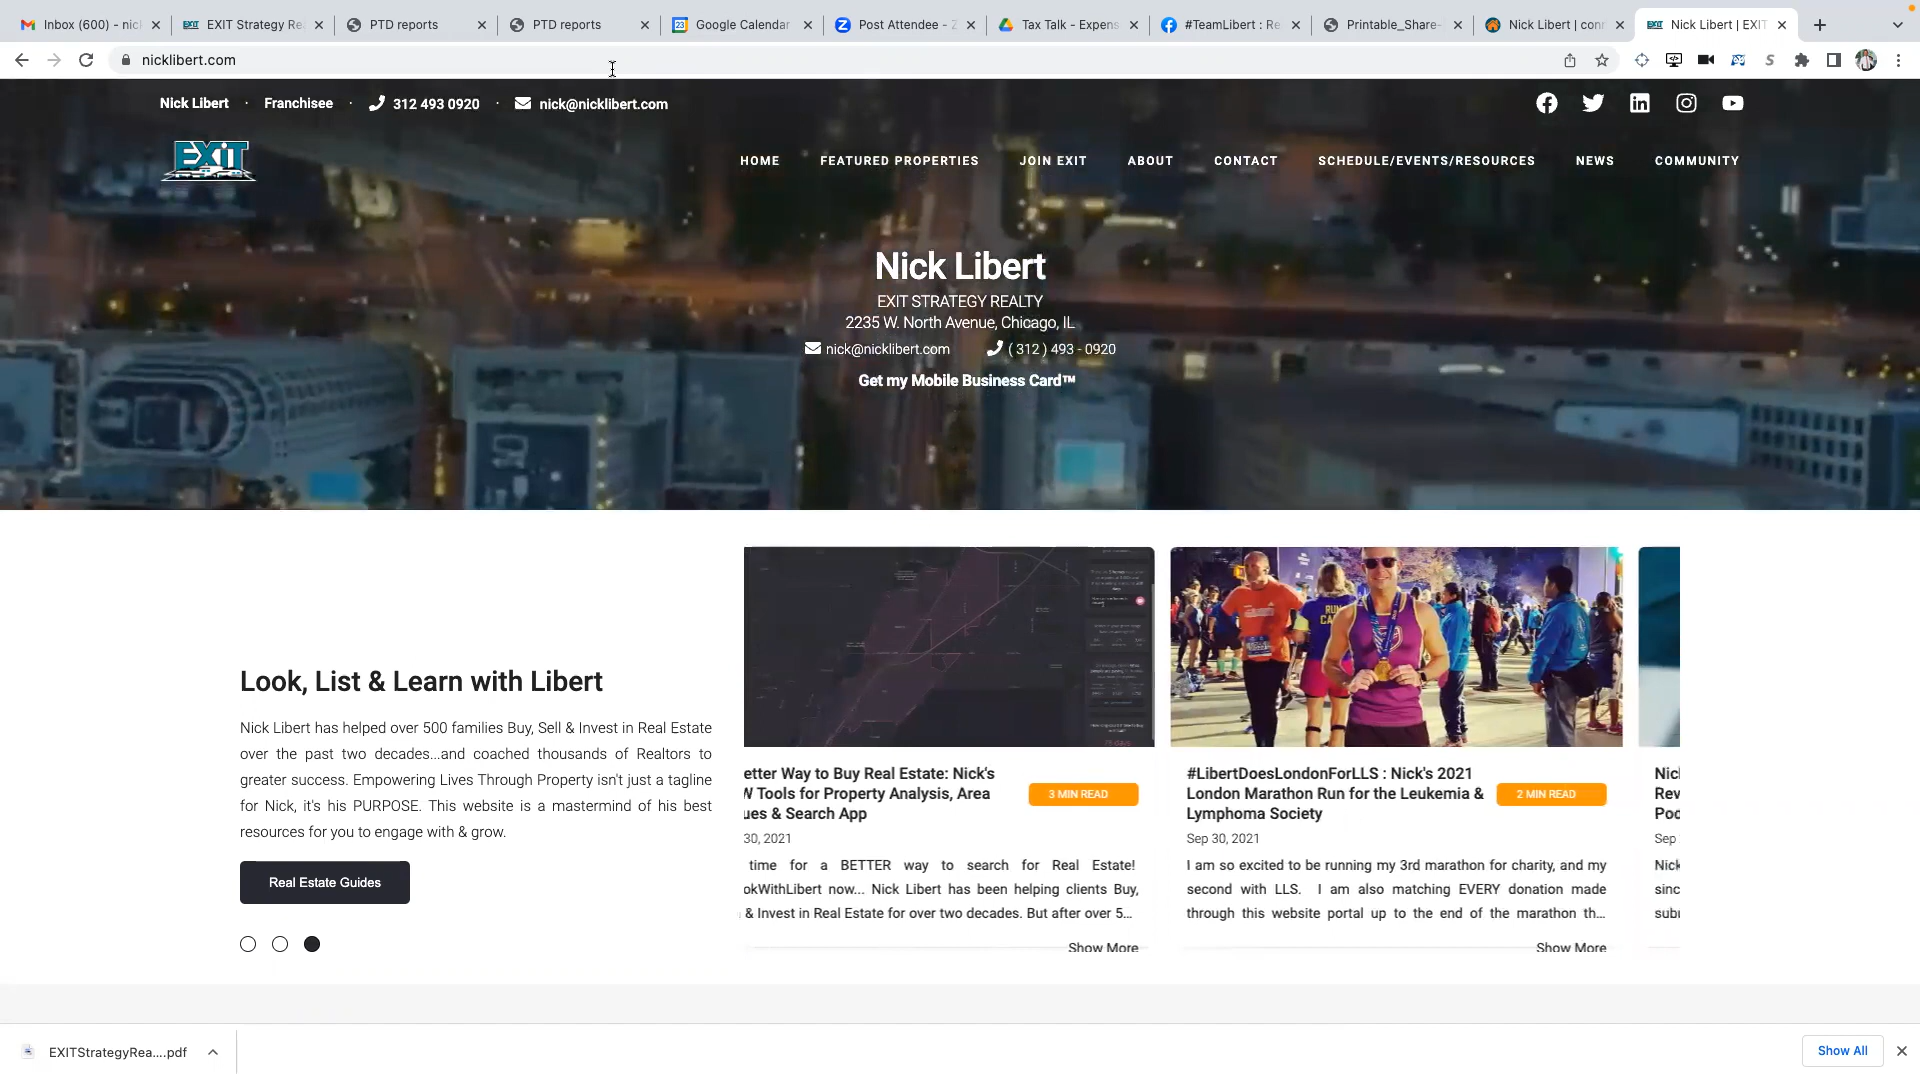 Inbox (600) - nick
EXIT Strategy Re
PTD reports
PTD reports
Google Calendar
Post Attendee - Z
Tax Talk - Expens
#TeamLibert : Re
Printable_Share-
Nick Libert | conr
Nick Libert | EXIT
nicklibert.com
Nick Libert · Franchisee · 312 493 0920 · nick@nicklibert.com
EXIT
HOME FEATURED PROPERTIES JOIN EXIT ABOUT CONTACT SCHEDULE/EVENTS/RESOURCES NEWS COMMUNITY
Nick Libert
EXIT STRATEGY REALTY
2235 W. North Avenue, Chicago, IL
nick@nicklibert.com ( 312 ) 493 - 0920
Get my Mobile Business Card™
Look, List & Learn with Libert
Nick Libert has helped over 500 families Buy, Sell & Invest in Real Estate
over the past two decades...and coached thousands of Realtors to
greater success. Empowering Lives Through Property isn't just a tagline
for Nick, it's his PURPOSE. This website is a mastermind of his best
resources for you to engage with & grow.
Real Estate Guides
etter Way to Buy Real Estate: Nick's
W Tools for Property Analysis, Area
ues & Search App
3 MIN READ
30, 2021
time for a BETTER way to search for Real Estate!
okWithLibert now... Nick Libert has been helping clients Buy,
& Invest in Real Estate for over two decades. But after over 5...
Show More
#LibertDoesLondonForLLS : Nick's 2021
London Marathon Run for the Leukemia &
Lymphoma Society
2 MIN READ
Sep 30, 2021
I am so excited to be running my 3rd marathon for charity, and my
second with LLS. I am also matching EVERY donation made
through this website portal up to the end of the marathon th...
Show More
Nicl
Rev
Poc
Sep
Nick
sinc
subr
EXITStrategyRea....pdf
Show All